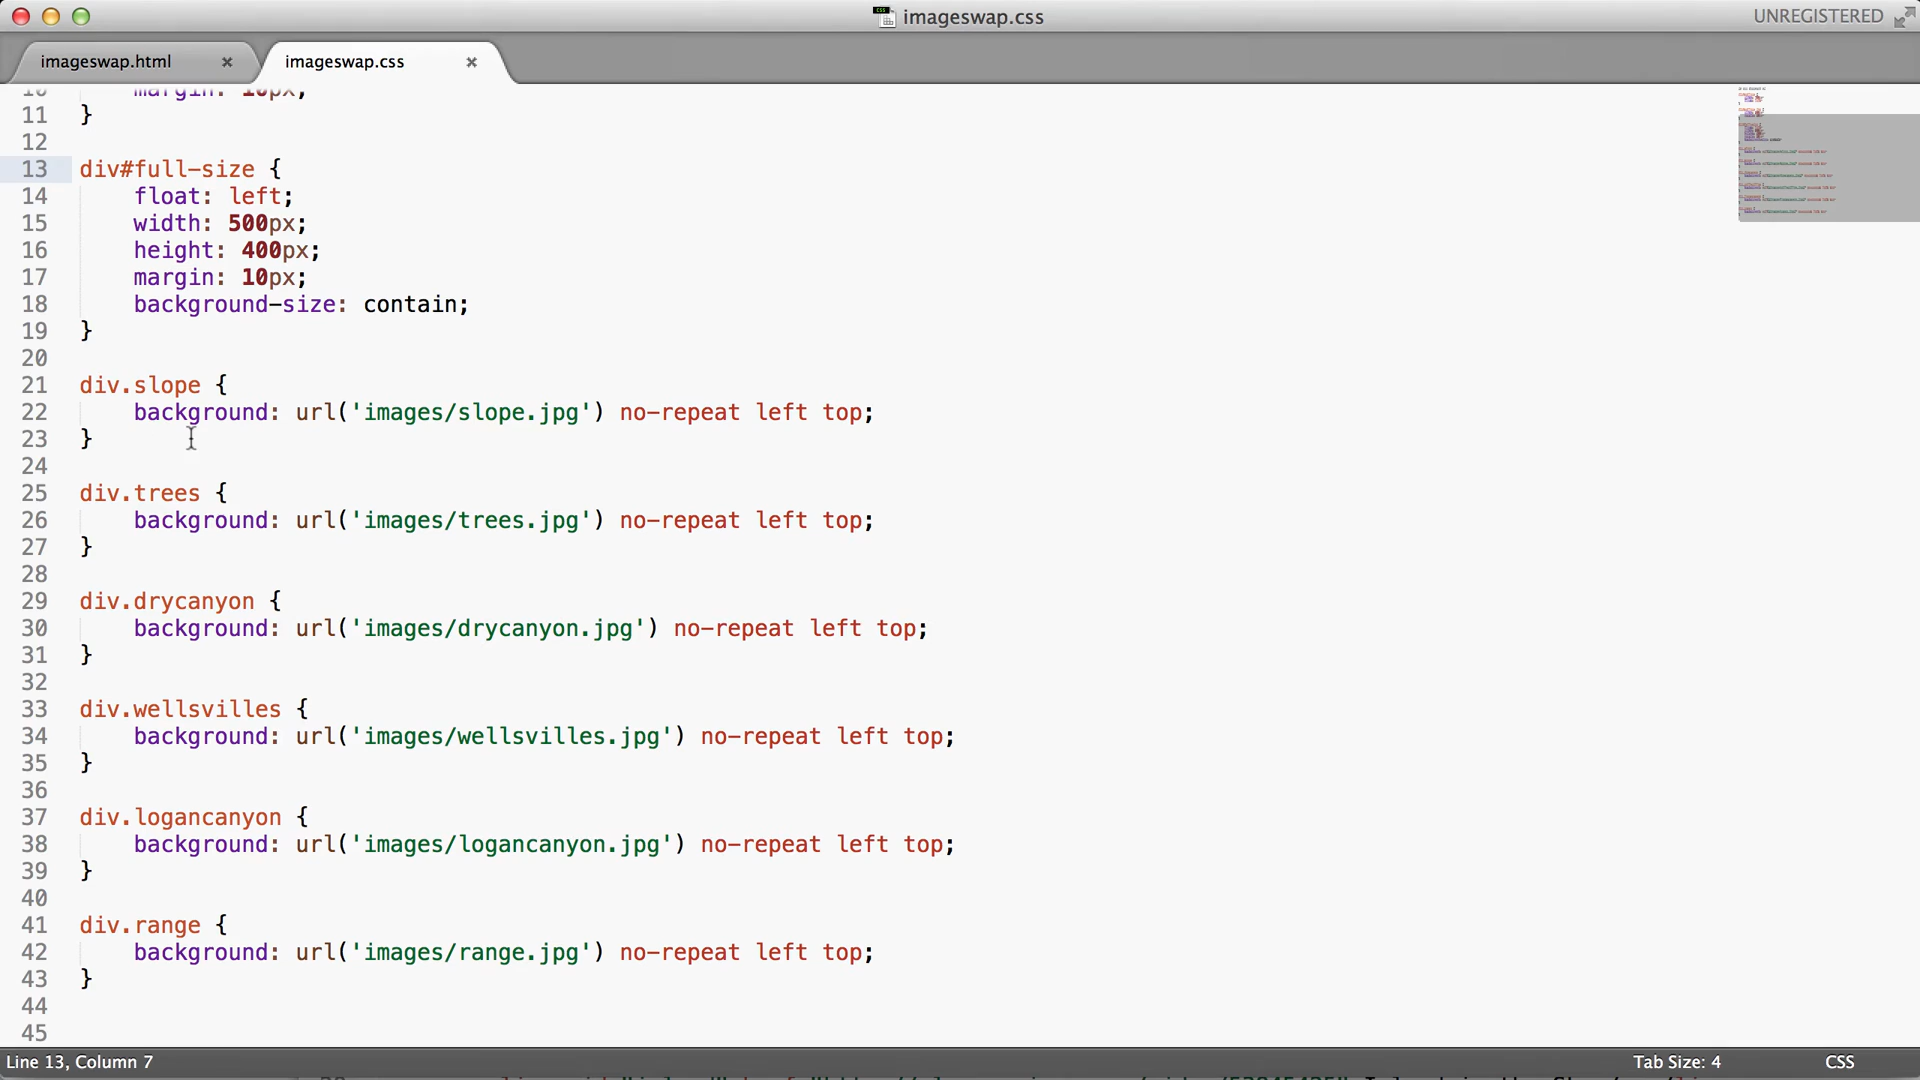 imageswap.css
UNREGISTERED
imageswap.html ×
imageswap.css ×
10 margin: 10px;
11 }
12
13 div#full-size {
14 float: left;
15 width: 500px;
16 height: 400px;
17 margin: 10px;
18 background-size: contain;
19 }
20
21 div.slope {
22 background: url('images/slope.jpg') no-repeat left top;
23 }
24
25 div.trees {
26 background: url('images/trees.jpg') no-repeat left top;
27 }
28
29 div.drycanyon {
30 background: url('images/drycanyon.jpg') no-repeat left top;
31 }
32
33 div.wellsvilles {
34 background: url('images/wellsvilles.jpg') no-repeat left top;
35 }
36
37 div.logancanyon {
38 background: url('images/logancanyon.jpg') no-repeat left top;
39 }
40
41 div.range {
42 background: url('images/range.jpg') no-repeat left top;
43 }
44
45
Line 13, Column 7
Tab Size: 4
CSS